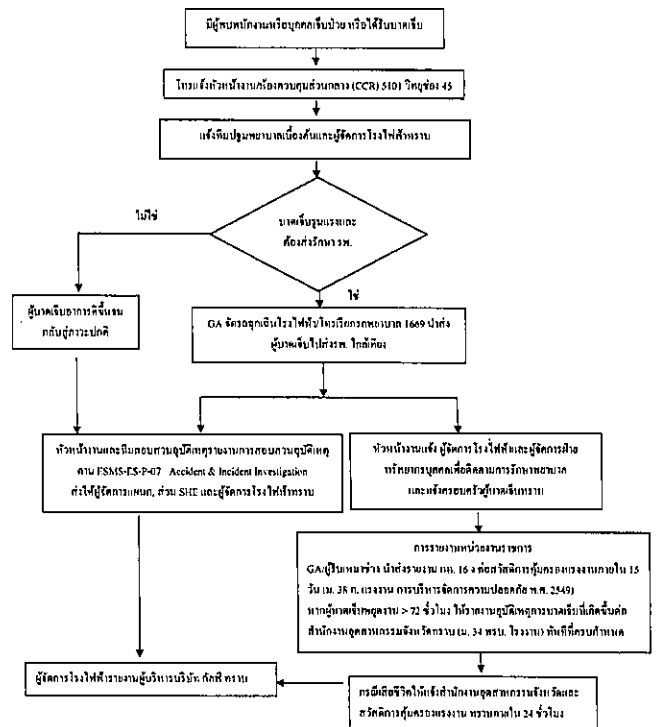 มีผู้พบพนักงานหรือบุคคลเจ็บป่วย หรือได้รับบาดเจ็บ
โทรแจ้งหัวหน้างานห้องควบคุมส่วนกลาง (CCR) 5101 วิทยุช่อง 45
แจ้งทีมปฐมพยาบาลเบื้องต้นและผู้จัดการโรงไฟฟ้าทราบ
บาดเจ็บรุนแรงและ
ต้องส่งรักษา รพ.
ไม่ใช่
ใช่
ผู้บาดเจ็บอาการดีขึ้นจน
กลับสู่ภาวะปกติ
GA จัดรถฉุกเฉินโรงไฟฟ้า โทรเรียกรถพยาบาล 1669 นำส่ง
ผู้บาดเจ็บไปส่งรพ. ใกล้เคียง
หัวหน้างานและทีมสอบสวนอุบัติเหตุรายงานการสอบสวนอุบัติเหตุ
ตาม ESMS-ES-P-07 Accident & Incident Investigation
ส่งให้ผู้จัดการแผนก, ส่วน SHE และผู้จัดการโรงไฟฟ้าทราบ
หัวหน้างานแจ้ง ผู้จัดการโรงไฟฟ้าและผู้จัดการฝ่าย
ทรัพยากรบุคคลเพื่อติดตามการรักษาพยาบาล
และแจ้งครอบครัวผู้บาดเจ็บทราบ
การรายงานหน่วยงานราชการ
GA/ผู้รับเหมาช่าง นำส่งรายงาน กท. 16 ง ต่อสวัสดิการคุ้มครองแรงงานภายใน 15
วัน (ม. 38 ก. แรงงาน การบริหารจัดการความปลอดภัย พ.ศ. 2549)
หากผู้บาดเจ็บหยุดงาน > 72 ชั่วโมง ให้รายงานอุบัติเหตุการบาดเจ็บที่เกิดขึ้นต่อ
สำนักงานอุตสาหกรรมจังหวัดทราบ (ม. 34 พรบ. โรงงาน) ทันทีที่ครบกำหนด
ผู้จัดการโรงไฟฟ้ารายงานผู้บริหารบริษัท กัลฟ์ ทราบ
กรณีเสียชีวิตให้แจ้งสำนักงานอุตสาหกรรมจังหวัดและ
สวัสดิการคุ้มครองแรงงาน ทราบภายใน 24 ชั่วโมง